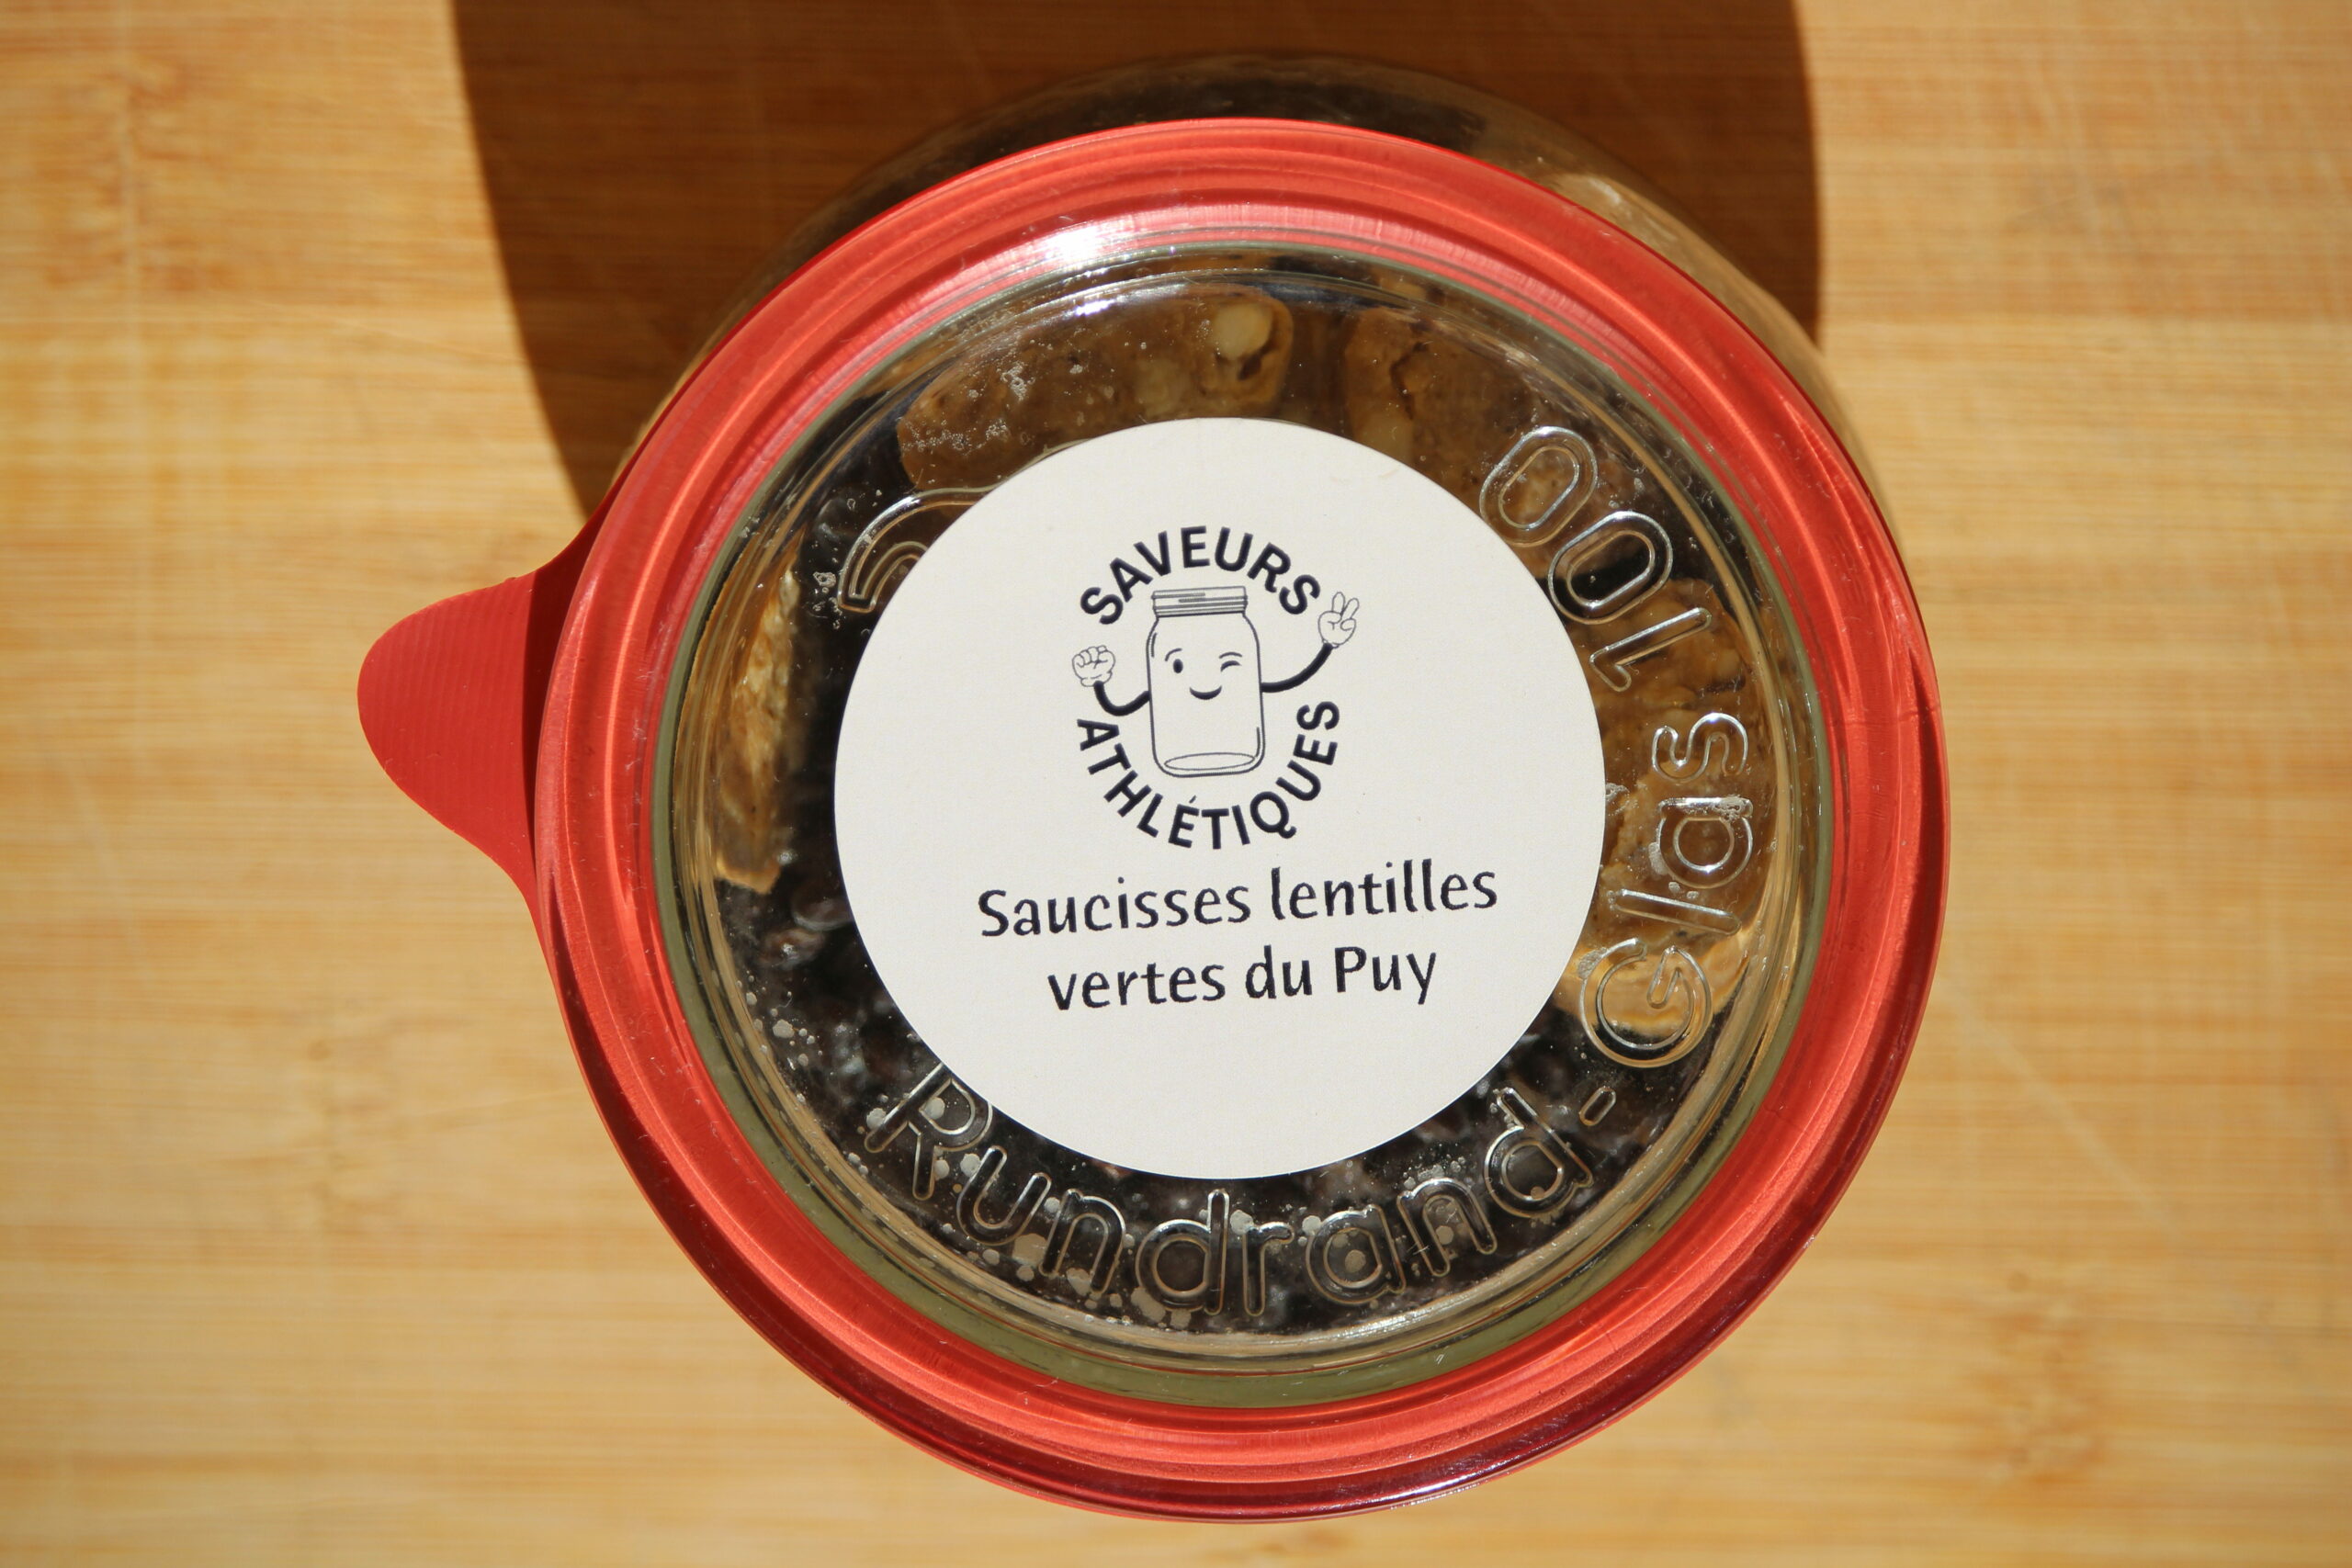 SAVEURS
ATHLÉTIQUES
Saucisses lentilles
vertes du Puy
Rundrand-Glas 100